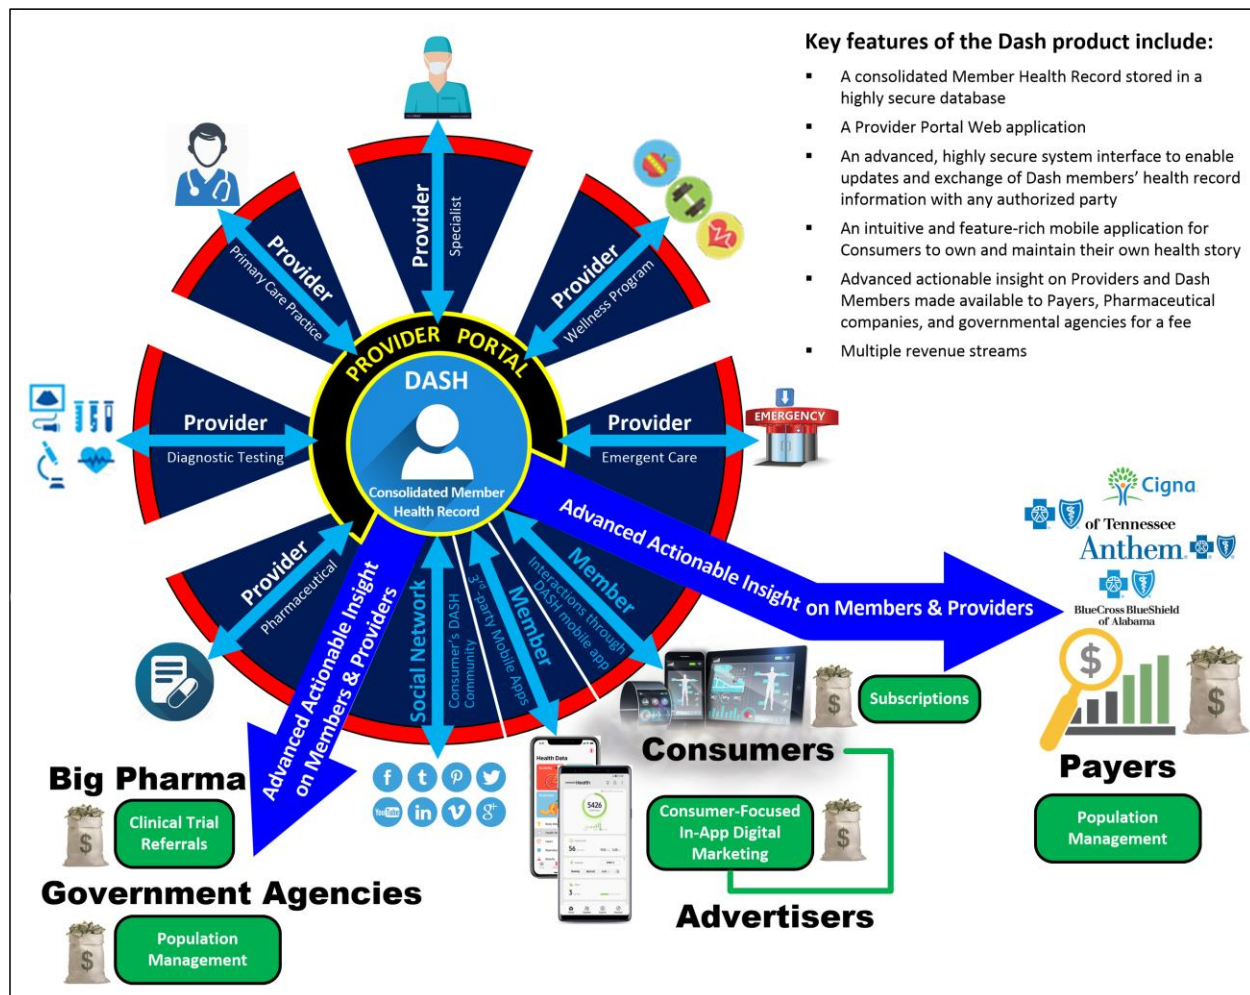 Key features of the Dash product include:
▪ A consolidated Member Health Record stored in a
highly secure database
▪ A Provider Portal Web application
▪ An advanced, highly secure system interface to enable
updates and exchange of Dash members’ health record
information with any authorized party
▪ An intuitive and feature-rich mobile application for
Consumers to own and maintain their own health story
▪ Advanced actionable insight on Providers and Dash
Members made available to Payers, Pharmaceutical
companies, and governmental agencies for a fee
▪ Multiple revenue streams
Provider
Specialist
Provider
Primary Care Practice
Provider
Wellness Program
PROVIDER PORTAL
DASH
Consolidated Member
Health Record
Provider
Diagnostic Testing
Provider
Emergent Care
EMERGENCY
Provider
Pharmaceutical
Advanced Actionable Insight
on Members & Providers
Social Network
Consumer’s DASH
Community
3rd-party Mobile Apps
Member
Member
Interactions through
DASH mobile app
Advanced Actionable Insight on Members & Providers
Cigna
of Tennessee
Anthem
BlueCross BlueShield
of Alabama
$
$
Payers
Population
Management
$
Subscriptions
Consumers
Consumer-Focused
In-App Digital
Marketing
$
Advertisers
Big Pharma
$
Clinical Trial
Referrals
Government Agencies
$
Population
Management
f t P
YouTube in V g+
Health Data
Health
5426
56
3